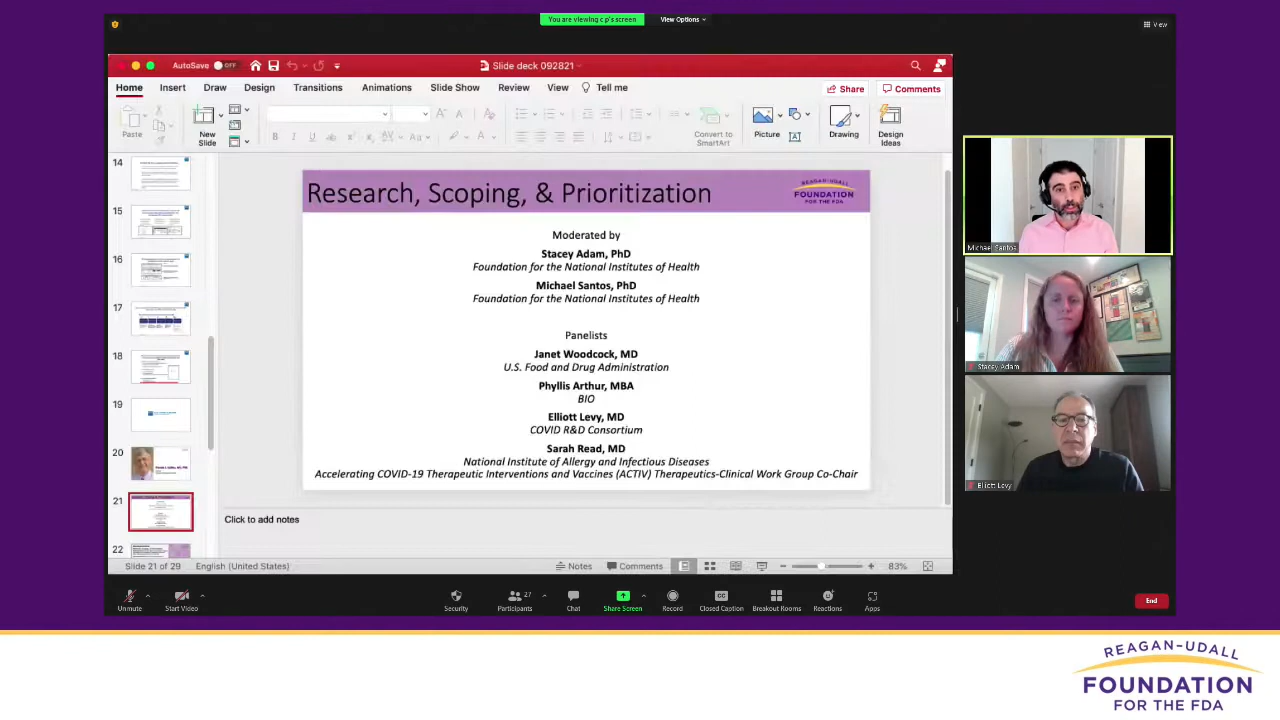 You are viewing c p's screen
View Options
View
AutoSave
OFF
Slide deck 092821
Home
Insert
Draw
Design
Transitions
Animations
Slide Show
Review
View
Tell me
Share
Comments
Paste
New Slide
Convert to SmartArt
Picture
Drawing
Design Ideas
14
15
16
17
18
19
20
21
22
Research, Scoping, & Prioritization
REAGAN-UDALL
FOUNDATION
FOR THE FDA
Moderated by
Stacey Adam, PhD
Foundation for the National Institutes of Health
Michael Santos, PhD
Foundation for the National Institutes of Health
Panelists
Janet Woodcock, MD
U.S. Food and Drug Administration
Phyllis Arthur, MBA
BIO
Elliott Levy, MD
COVID R&D Consortium
Sarah Read, MD
National Institute of Allergy and Infectious Diseases
Accelerating COVID-19 Therapeutic Interventions and Vaccines (ACTIV) Therapeutics-Clinical Work Group Co-Chair
Click to add notes
Slide 21 of 29
English (United States)
Notes
Comments
83%
Michael Santos
Stacey Adam
Elliott Levy
Unmute
Start Video
Security
27
Participants
Chat
Share Screen
Record
CC
Closed Caption
Breakout Rooms
Reactions
Apps
End
REAGAN-UDALL
FOUNDATION
FOR THE FDA